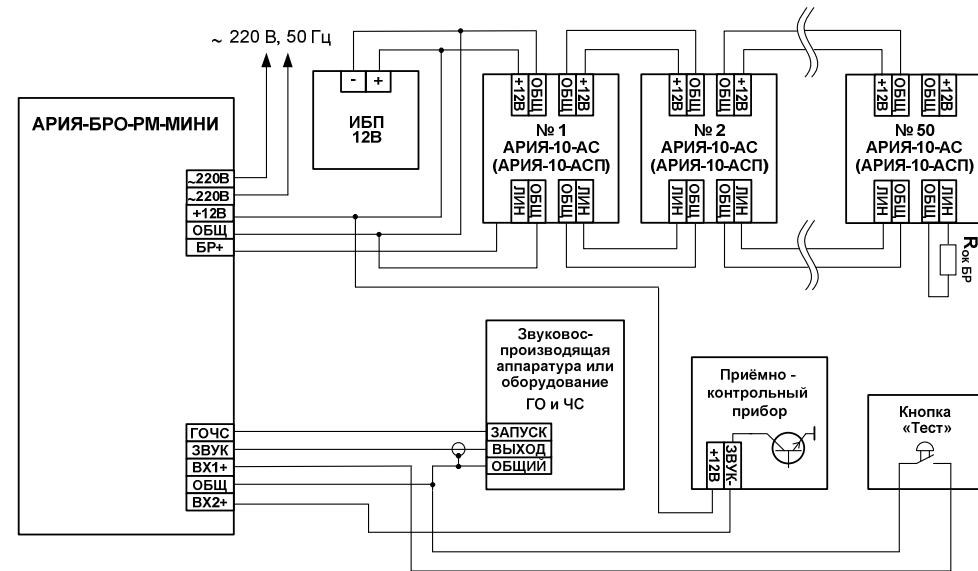 ~ 220 В, 50 Гц
АРИЯ-БРО-РМ-МИНИ
~220В
~220В
+12В
ОБЩ
БР+
ГОЧС
ЗВУК
ВХ1+
ОБЩ
ВХ2+
- +
ИБП
12В
+12В ОБЩ ОБЩ +12В
№ 1
АРИЯ-10-АС
(АРИЯ-10-АСП)
ЛИН ОБЩ ОБЩ ЛИН
+12В ОБЩ ОБЩ +12В
№ 2
АРИЯ-10-АС
(АРИЯ-10-АСП)
ЛИН ОБЩ ОБЩ ЛИН
+12В ОБЩ ОБЩ +12В
№ 50
АРИЯ-10-АС
(АРИЯ-10-АСП)
ЛИН ОБЩ ОБЩ ЛИН
Rок БР
Звуковос-
производящая
аппаратура или
оборудование
ГО и ЧС
ЗАПУСК
ВЫХОД
ОБЩИЙ
Приёмно -
контрольный
прибор
+12В ЗВУК-
Кнопка
«Тест»